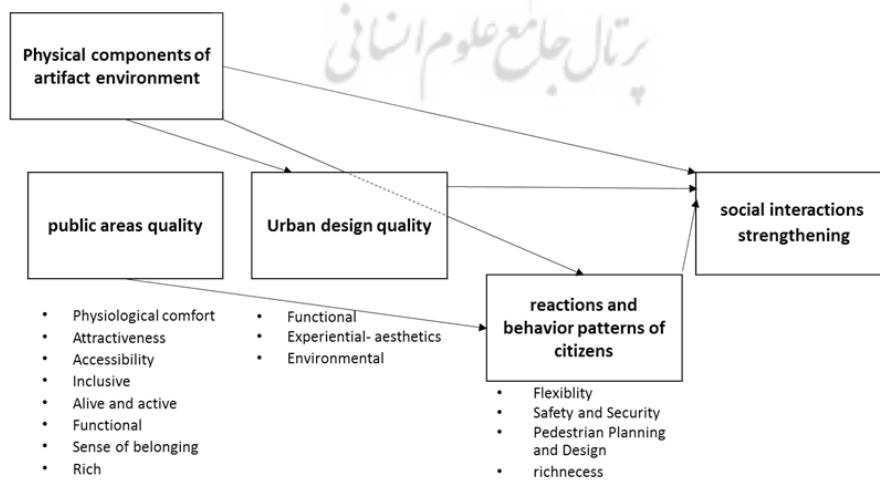 پرتال جامع علوم انسانی
Physical components of
artifact environment
public areas quality
Urban design quality
social interactions
strengthening
reactions and
behavior patterns of
citizens
• Physiological comfort
• Attractiveness
• Accessibility
• Inclusive
• Alive and active
• Functional
• Sense of belonging
• Rich
• Functional
• Experiential- aesthetics
• Environmental
• Flexiblity
• Safety and Security
• Pedestrian Planning
and Design
• richnecess